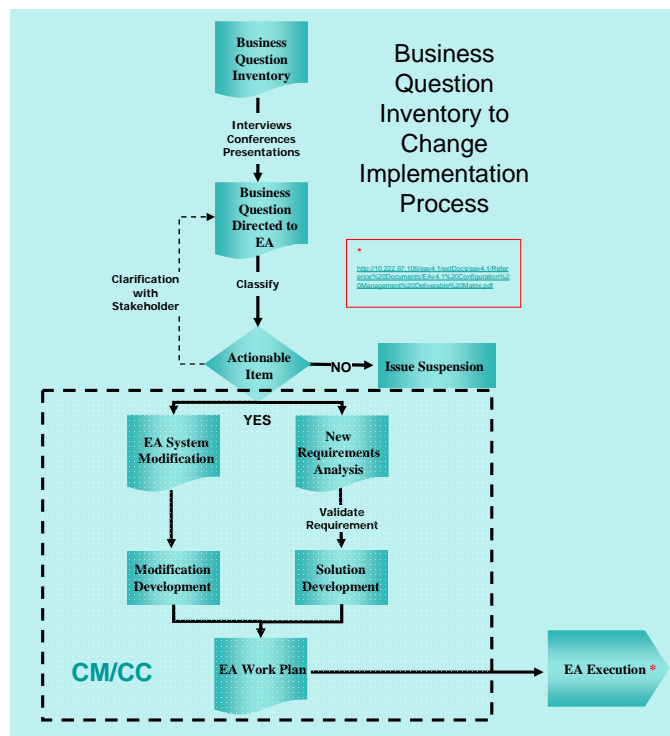 Business
Question
Inventory
Business
Question
Inventory to
Change
Implementation
Process
Interviews
Conferences
Presentations
Business
Question
Directed to
EA
*
http://10.222.67.105/eav4.1/extDocs/eav4.1/Refer
ence%20Documents/EAv4.1%20Configuration%2
0Management%20Deliverable%20Matrix.pdf
Clarification
with
Stakeholder
Classify
Actionable
Item
NO
Issue Suspension
YES
EA System
Modification
New
Requirements
Analysis
Validate
Requirement
Modification
Development
Solution
Development
CM/CC
EA Work Plan
EA Execution *